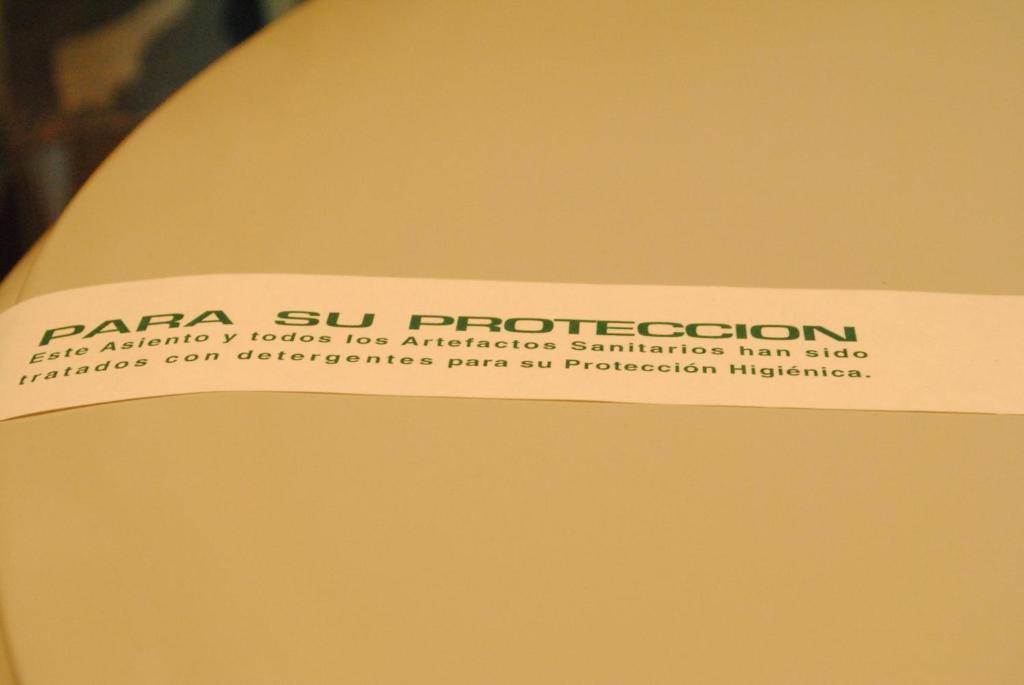 PARA SU PROTECCION
Este Asiento y todos los Artefactos Sanitarios han sido
tratados con detergentes para su Protección Higiénica.